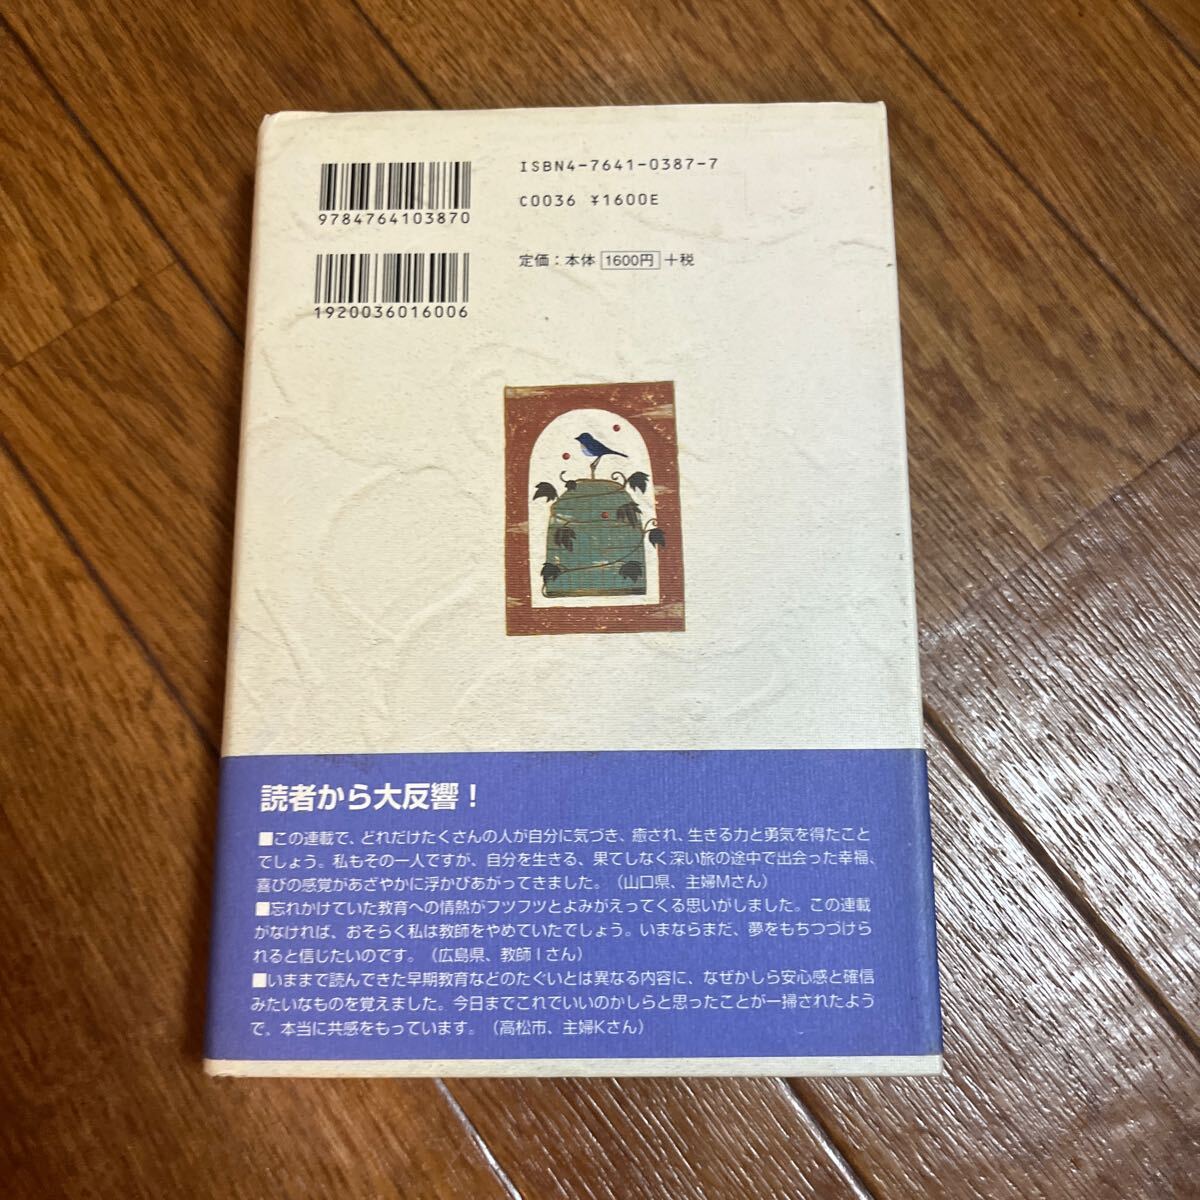 ISBN4-7641-0387-7
C0036 ¥1600E
9784764103870
定価：本体 1600円 +税
1920036016006
読者から大反響！
■この連載で、どれだけたくさんの人が自分に気づき、癒され、生きる力と勇気を得たこと
でしょう。私もその一人ですが、自分を生きる、果てしなく深い旅の途中で出会った幸福、
喜びの感覚があざやかに浮かびあがってきました。（山口県、主婦Mさん）
■忘れかけていた教育への情熱がフツフツとよみがえってくる思いがしました。この連載
がなければ、おそらく私は教師をやめていたでしょう。いまならまだ、夢をもちつづけら
れると信じたいのです。（広島県、教師Iさん）
■いままで読んできた早期教育などのたぐいとは異なる内容に、なぜかしら安心感と確信
みたいなものを覚えました。今日までこれでいいのかしらと思ったことが一掃されたよう
で、本当に共感をもっています。（高松市、主婦Kさん）